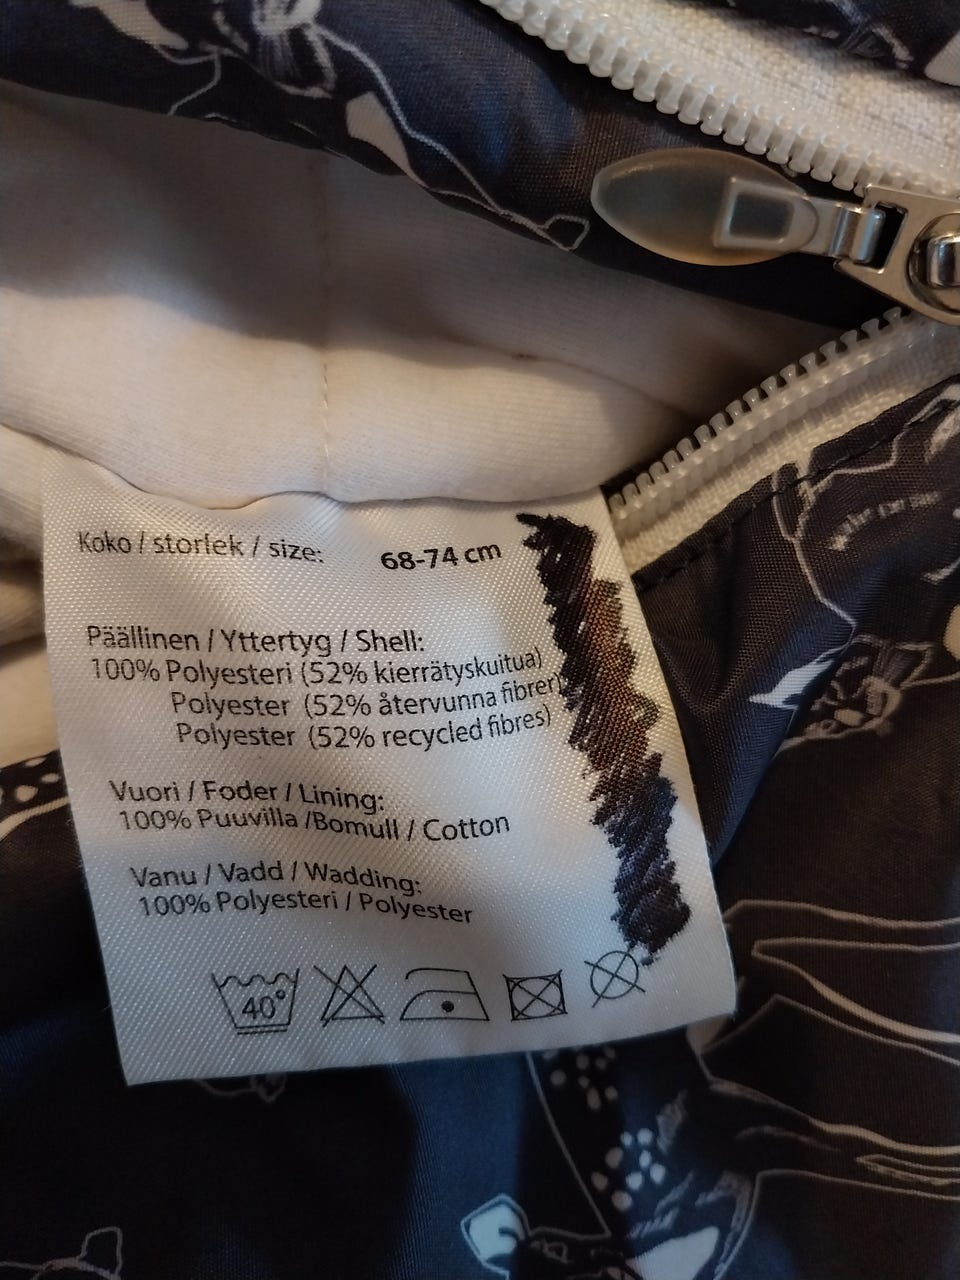 Koko / storlek / size: 68-74 cm
Päällinen / Yttertyg / Shell:
100% Polyesteri (52% kierrätyskuitua)
Polyester (52% återvunna fibrer)
Polyester (52% recycled fibres)
Vuori / Foder / Lining:
100% Puuvilla /Bomull / Cotton
Vanu / Vadd / Wadding:
100% Polyesteri / Polyester
40°